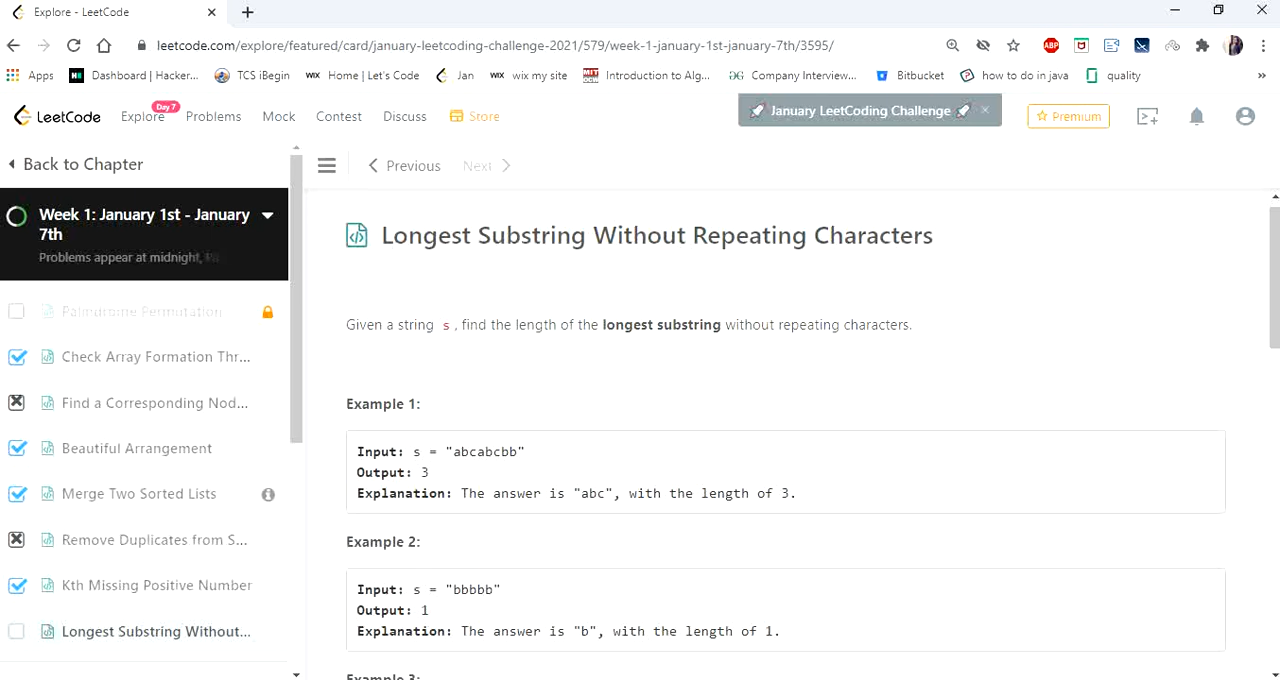 Explore - LeetCode
leetcode.com/explore/featured/card/january-leetcoding-challenge-2021/579/week-1-january-1st-january-7th/3595/
ABP
Apps
Dashboard | Hacker...
TCS iBegin
WIX Home | Let's Code
Jan
WIX wix my site
Introduction to Alg...
Company Interview...
Bitbucket
how to do in java
quality
»
LeetCode
Explore
Day 7
Problems
Mock
Contest
Discuss
Store
January LeetCoding Challenge
Premium
Back to Chapter
Previous
Next
Week 1: January 1st - January
7th
Problems appear at midnight,
Palindrome Permutation
Check Array Formation Thr...
Find a Corresponding Nod...
Beautiful Arrangement
Merge Two Sorted Lists
Remove Duplicates from S...
Kth Missing Positive Number
Longest Substring Without...
Longest Substring Without Repeating Characters
Given a string s, find the length of the longest substring without repeating characters.
Example 1:
Input: s = "abcabcbb"
Output: 3
Explanation: The answer is "abc", with the length of 3.
Example 2:
Input: s = "bbbbb"
Output: 1
Explanation: The answer is "b", with the length of 1.
Example 3: